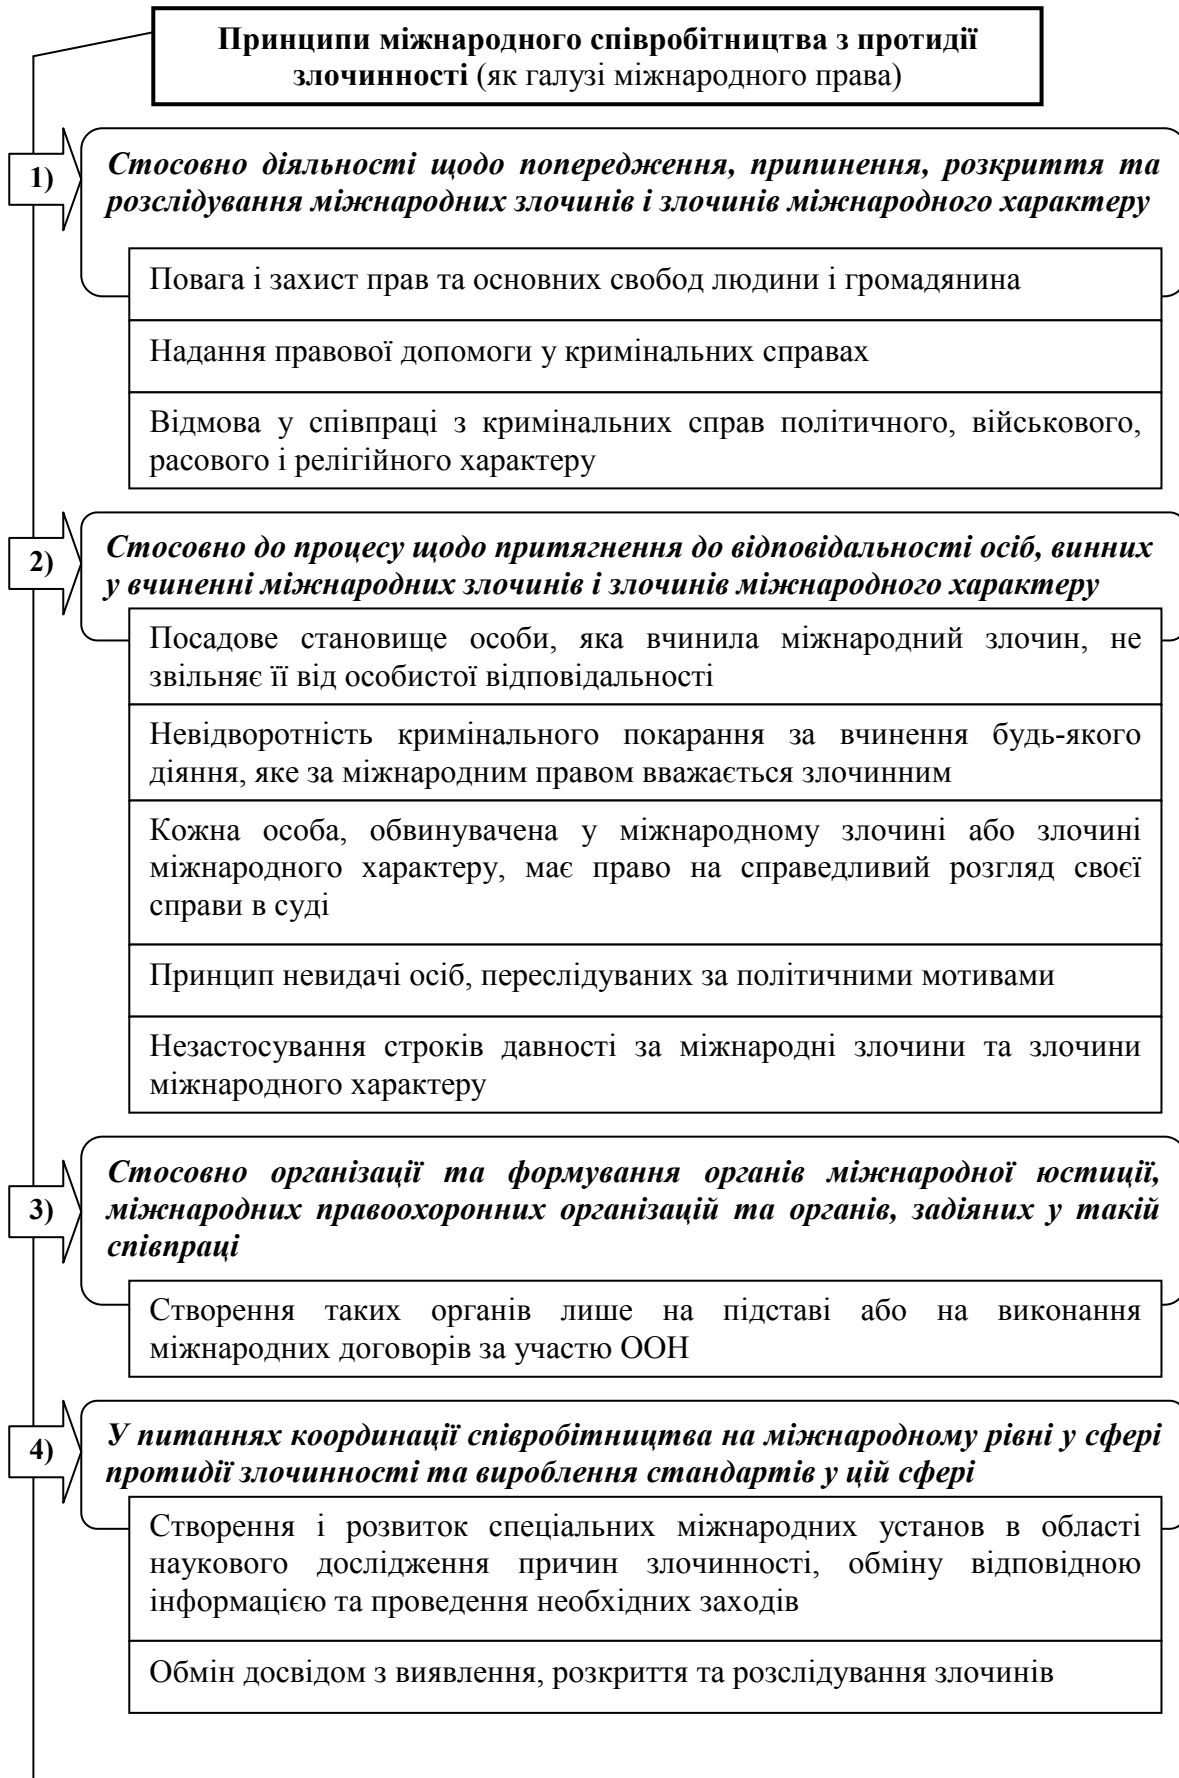 Принципи міжнародного співробітництва з протидії
злочинності (як галузі міжнародного права)
1)
Стосовно діяльності щодо попередження, припинення, розкриття та
розслідування міжнародних злочинів і злочинів міжнародного характеру
Повага і захист прав та основних свобод людини і громадянина
Надання правової допомоги у кримінальних справах
Відмова у співпраці з кримінальних справ політичного, військового,
расового і релігійного характеру
2)
Стосовно до процесу щодо притягнення до відповідальності осіб, винних
у вчиненні міжнародних злочинів і злочинів міжнародного характеру
Посадове становище особи, яка вчинила міжнародний злочин, не
звільняє її від особистої відповідальності
Невідворотність кримінального покарання за вчинення будь-якого
діяння, яке за міжнародним правом вважається злочинним
Кожна особа, обвинувачена у міжнародному злочині або злочині
міжнародного характеру, має право на справедливий розгляд своєї
справи в суді
Принцип невидачі осіб, переслідуваних за політичними мотивами
Незастосування строків давності за міжнародні злочини та злочини
міжнародного характеру
3)
Стосовно організації та формування органів міжнародної юстиції,
міжнародних правоохоронних організацій та органів, задіяних у такій
співпраці
Створення таких органів лише на підставі або на виконання
міжнародних договорів за участю ООН
4)
У питаннях координації співробітництва на міжнародному рівні у сфері
протидії злочинності та вироблення стандартів у цій сфері
Створення і розвиток спеціальних міжнародних установ в області
наукового дослідження причин злочинності, обміну відповідною
інформацією та проведення необхідних заходів
Обмін досвідом з виявлення, розкриття та розслідування злочинів